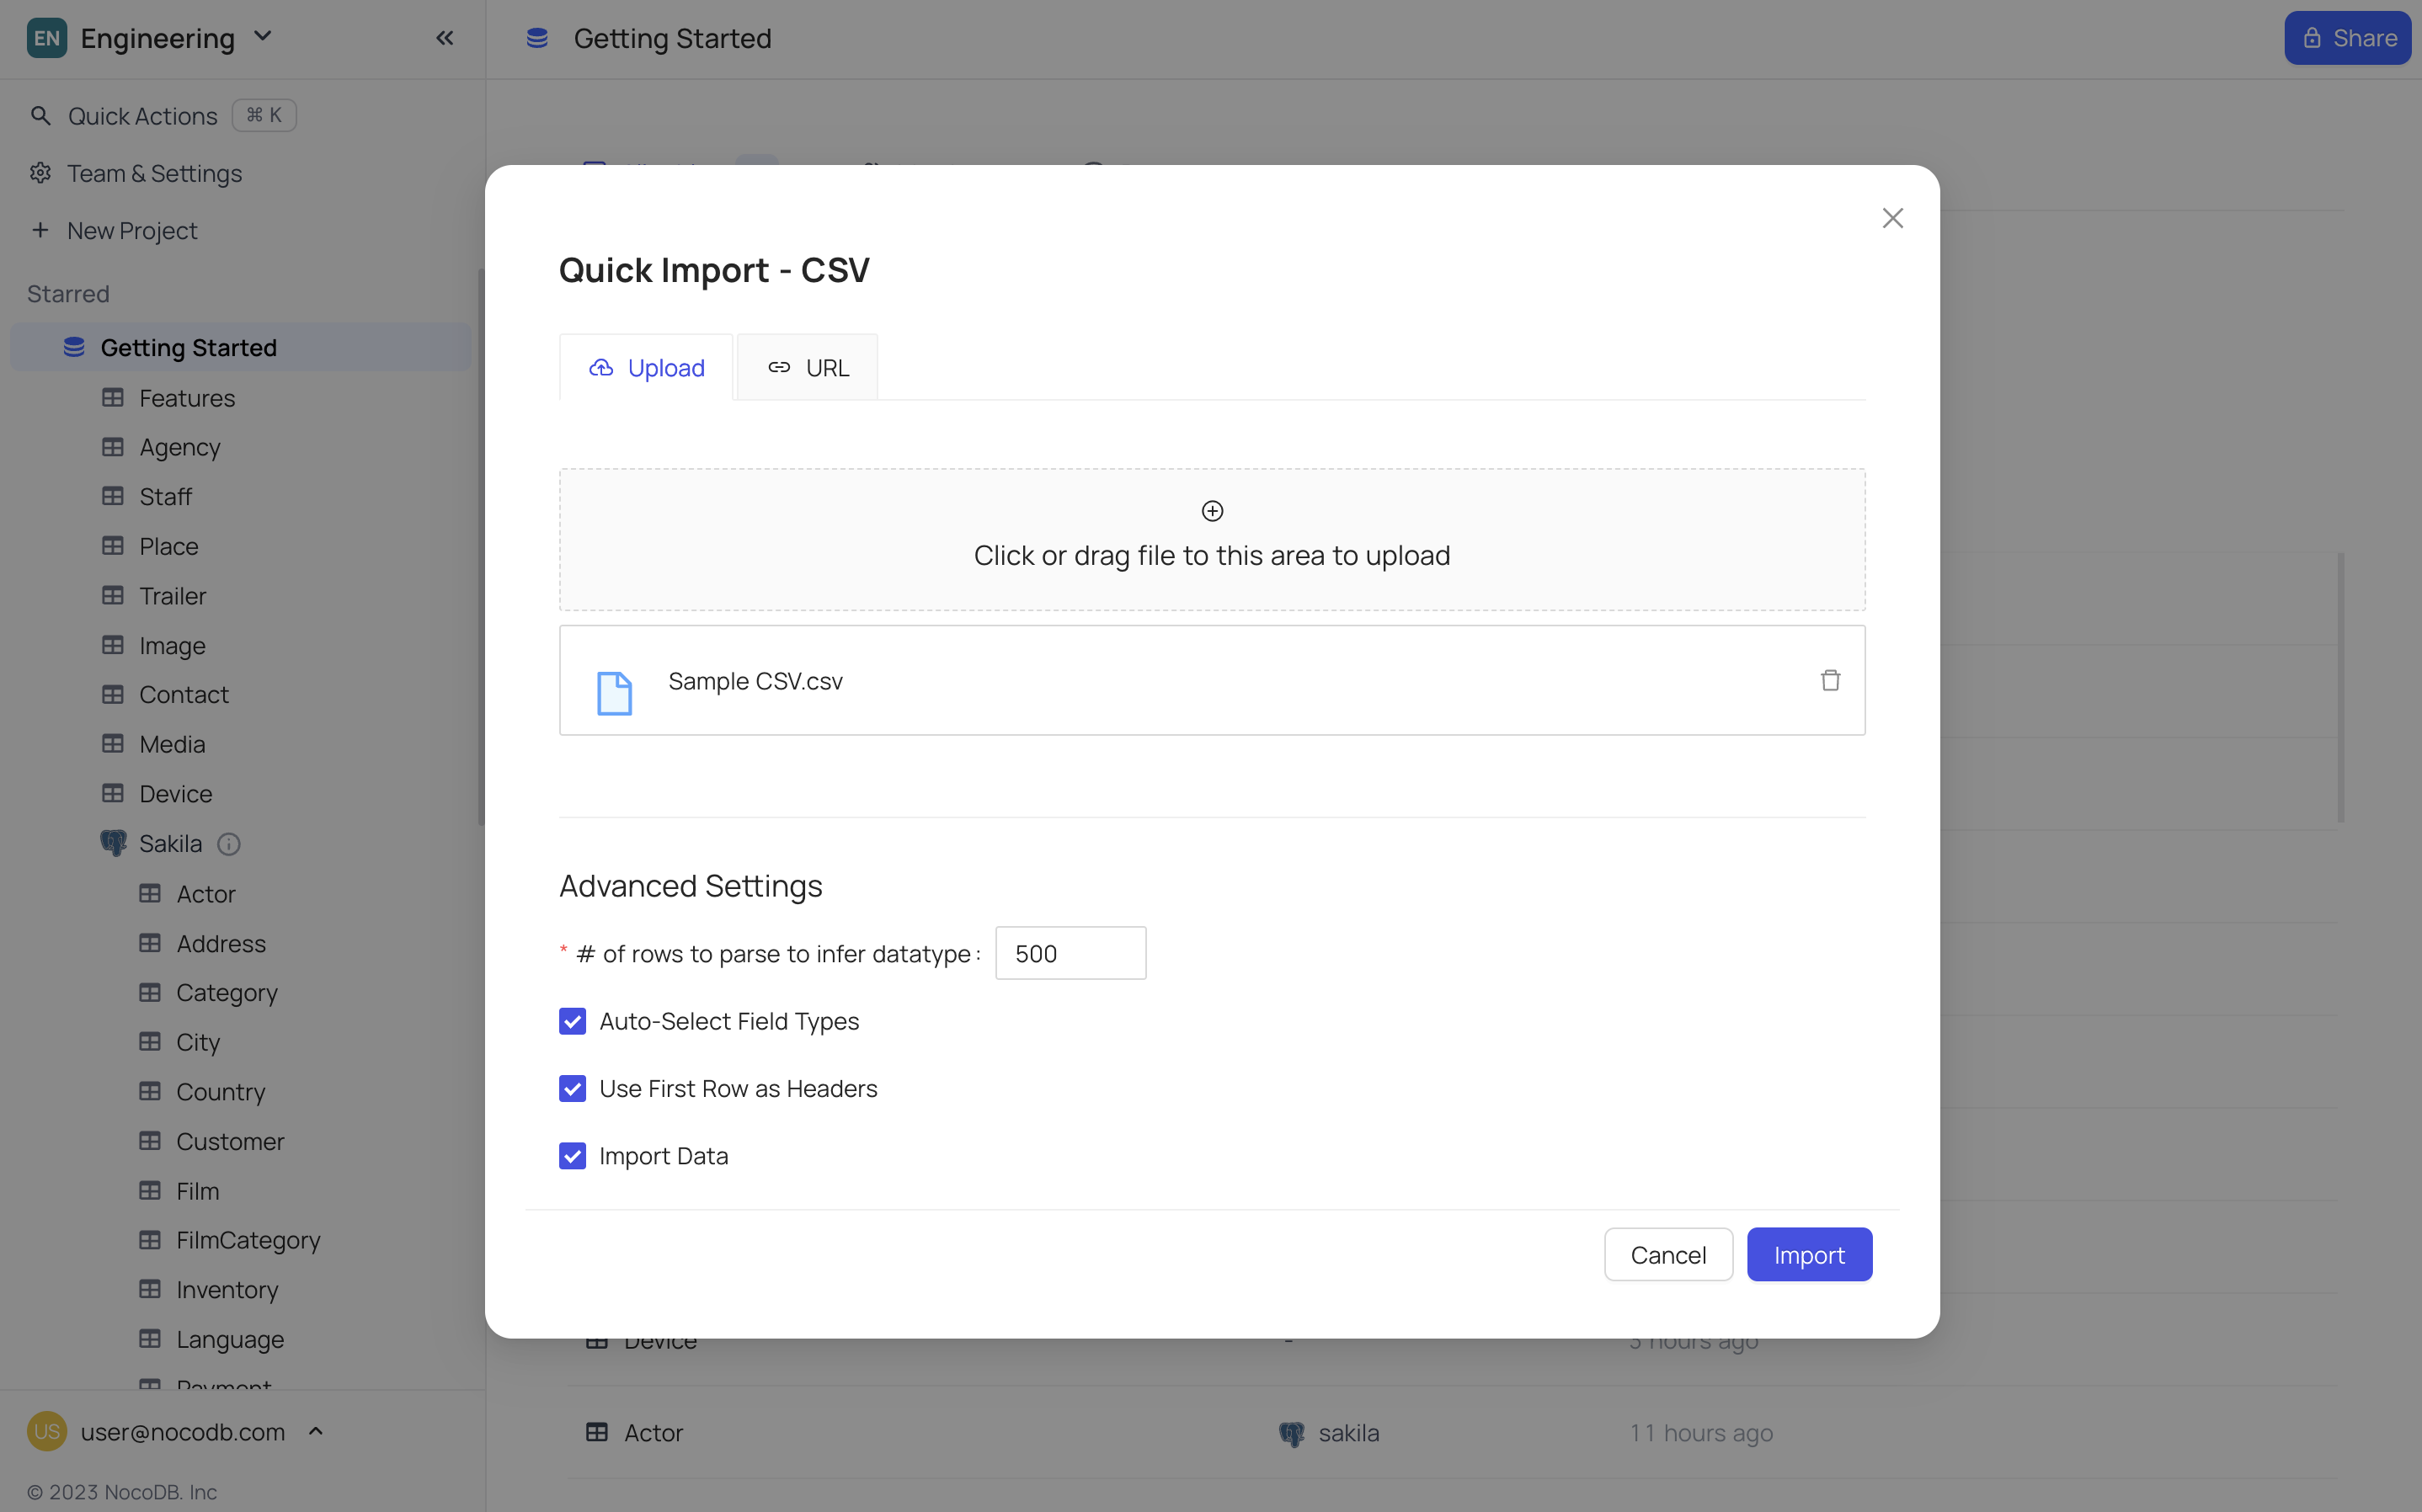 EN Engineering
Quick Actions ⌘ K
Team & Settings
New Project
Starred
Getting Started
Features
Agency
Staff
Place
Trailer
Image
Contact
Media
Device
Sakila
Actor
Address
Category
City
Country
Customer
Film
FilmCategory
Inventory
Language
Payment
US user@nocodb.com
© 2023 NocoDB. Inc
Getting Started
Share
Quick Import - CSV
Upload
URL
Click or drag file to this area to upload
Sample CSV.csv
Advanced Settings
* # of rows to parse to infer datatype : 500
Auto-Select Field Types
Use First Row as Headers
Import Data
Cancel
Import
Device - 3 hours ago
Actor sakila 11 hours ago